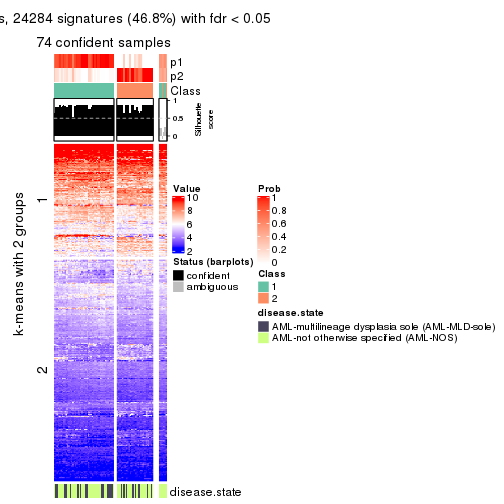 s, 24284 signatures (46.8%) with fdr < 0.05
74 confident samples
p1
p2
Class
1
0.5
0
Silhouette
score
k-means with 2 groups
1
2
Value
10
8
6
4
2
Status (barplots)
confident
ambiguous
Prob
1
0.8
0.6
0.4
0.2
0
Class
1
2
disease.state
AML-multilineage dysplasia sole (AML-MLD-sole)
AML-not otherwise specified (AML-NOS)
disease.state